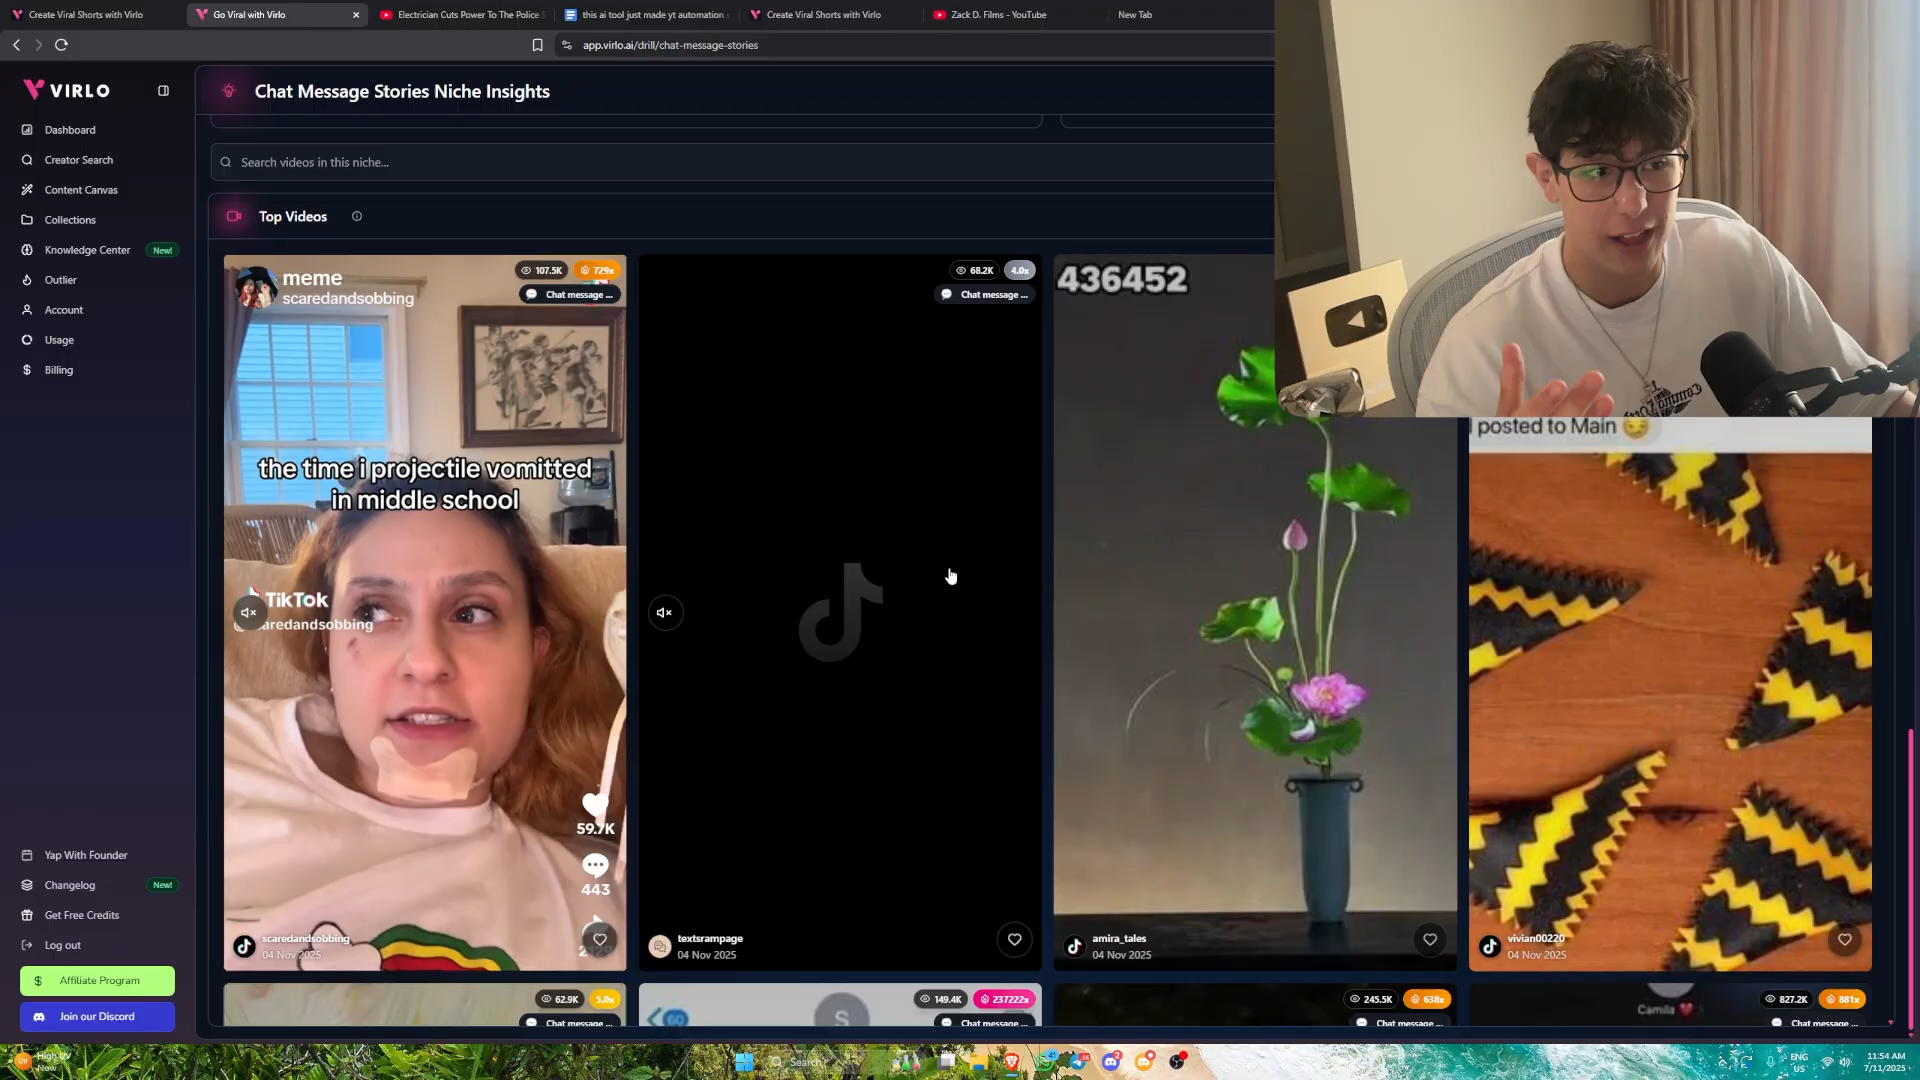 Create Viral Shorts with Virlo
Go Viral with Virlo
Electrician Cuts Power To The Police S
this ai tool just made yt automation
Create Viral Shorts with Virlo
Zack D. Films - YouTube
New Tab
app.virlo.ai/drill/chat-message-stories
VIRLO
Dashboard
Creator Search
Content Canvas
Collections
Knowledge Center New!
Outlier
Account
Usage
Billing
Yap With Founder
Changelog New!
Get Free Credits
Log out
Affiliate Program
Join our Discord
Chat Message Stories Niche Insights
Search videos in this niche...
Top Videos
meme
scaredandsobbing
107.5K 729x
Chat message ...
the time i projectile vomitted
in middle school
TikTok
aredandsobbing
59.7K
443
scaredandsobbing
04 Nov 2025
68.2K 4.0x
Chat message ...
textsrampage
04 Nov 2025
436452
amira_tales
04 Nov 2025
I posted to Main 😏
vivian00220
04 Nov 2025
62.9K 5.0x
Chat message ...
60
S
149.4K 237222x
Chat message ...
245.5K 638x
Chat message ...
Camila ❤️
827.2K 881x
Chat message ...
High UV
Now
Search
ENG
US
11:54 AM
7/11/2025